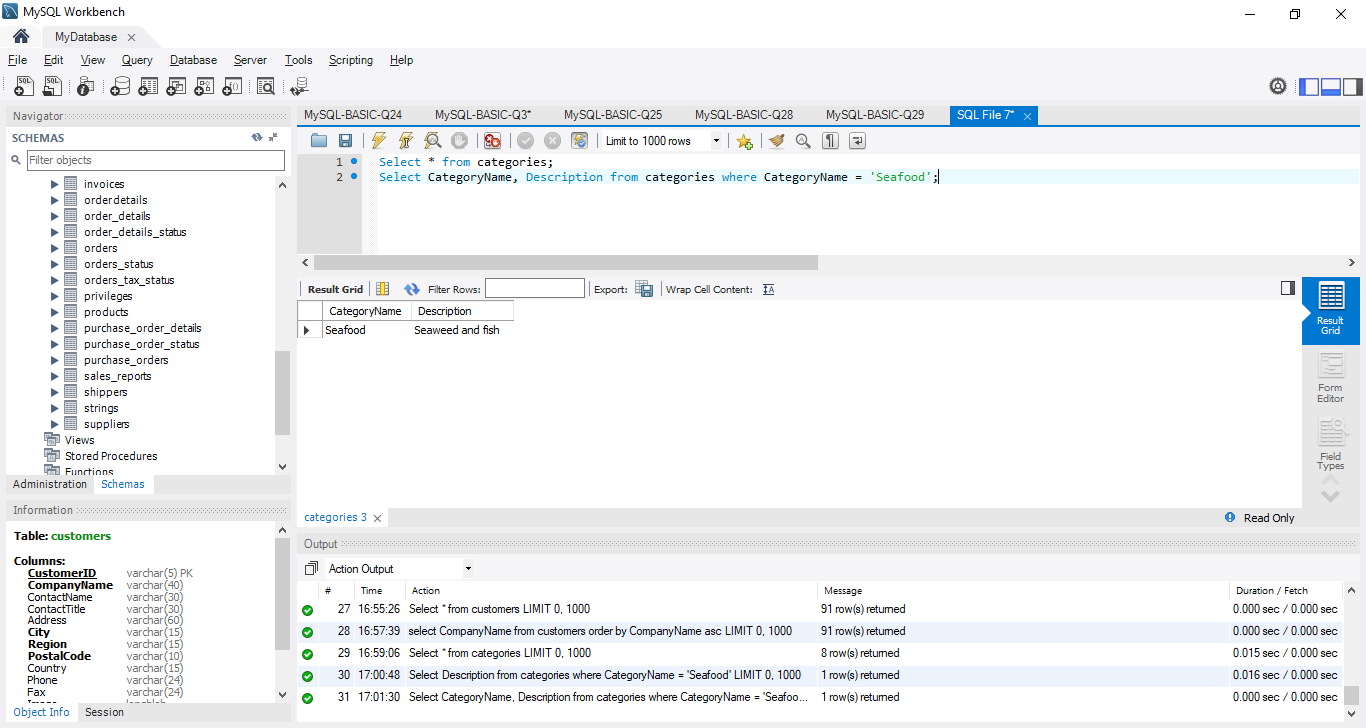 MySQL Workbench
MyDatabase
File Edit View Query Database Server Tools Scripting Help
Navigator
SCHEMAS
Filter objects
invoices
orderdetails
order_details
order_details_status
orders
orders_status
orders_tax_status
privileges
products
purchase_order_details
purchase_order_status
purchase_orders
sales_reports
shippers
strings
suppliers
Views
Stored Procedures
Functions
Administration Schemas
Information
Table: customers
Columns:
CustomerID varchar(5) PK
CompanyName varchar(40)
ContactName varchar(30)
ContactTitle varchar(30)
Address varchar(60)
City varchar(15)
Region varchar(15)
PostalCode varchar(10)
Country varchar(15)
Phone varchar(24)
Fax varchar(24)
Object Info Session
MySQL-BASIC-Q24 MySQL-BASIC-Q3* MySQL-BASIC-Q25 MySQL-BASIC-Q28 MySQL-BASIC-Q29 SQL File 7*
Limit to 1000 rows
1 Select * from categories;
2 Select CategoryName, Description from categories where CategoryName = 'Seafood';
Result Grid Filter Rows: Export: Wrap Cell Content:
CategoryName Description
Seafood Seaweed and fish
Result
Grid
Form
Editor
Field
Types
categories 3
Read Only
Output
Action Output
# Time Action Message Duration / Fetch
27 16:55:26 Select * from customers LIMIT 0, 1000 91 row(s) returned 0.000 sec / 0.000 sec
28 16:57:39 select CompanyName from customers order by CompanyName asc LIMIT 0, 1000 91 row(s) returned 0.000 sec / 0.000 sec
29 16:59:06 Select * from categories LIMIT 0, 1000 8 row(s) returned 0.015 sec / 0.000 sec
30 17:00:48 Select Description from categories where CategoryName = 'Seafood' LIMIT 0, 1000 1 row(s) returned 0.016 sec / 0.000 sec
31 17:01:30 Select CategoryName, Description from categories where CategoryName = 'Seafoo... 1 row(s) returned 0.000 sec / 0.000 sec